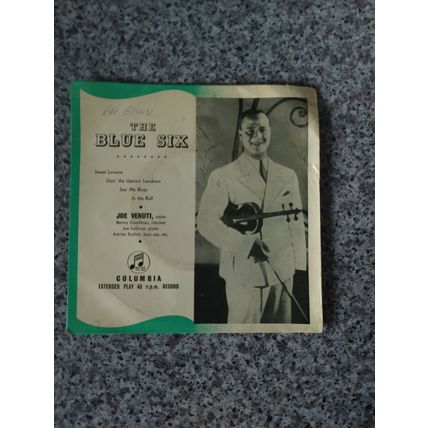 THE
BLUE SIX
Sweet Lorraine
Doin' the Uptown Lowdown
Jazz Me Blues
In the Ruff
JOE VENUTI, violin
Benny Goodman, clarinet
Joe Sullivan, piano
Adrian Rollini, bass sax, etc.
COLUMBIA
EXTENDED PLAY 45 r.p.m. RECORD